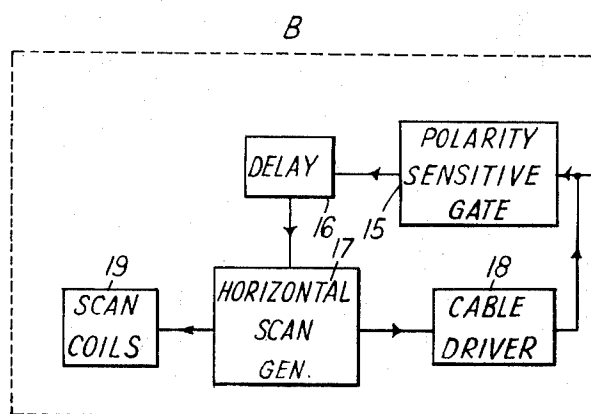 B
DELAY
16
POLARITY
SENSITIVE
GATE
15
19
SCAN
COILS
17
HORIZONTAL
SCAN
GEN.
18
CABLE
DRIVER